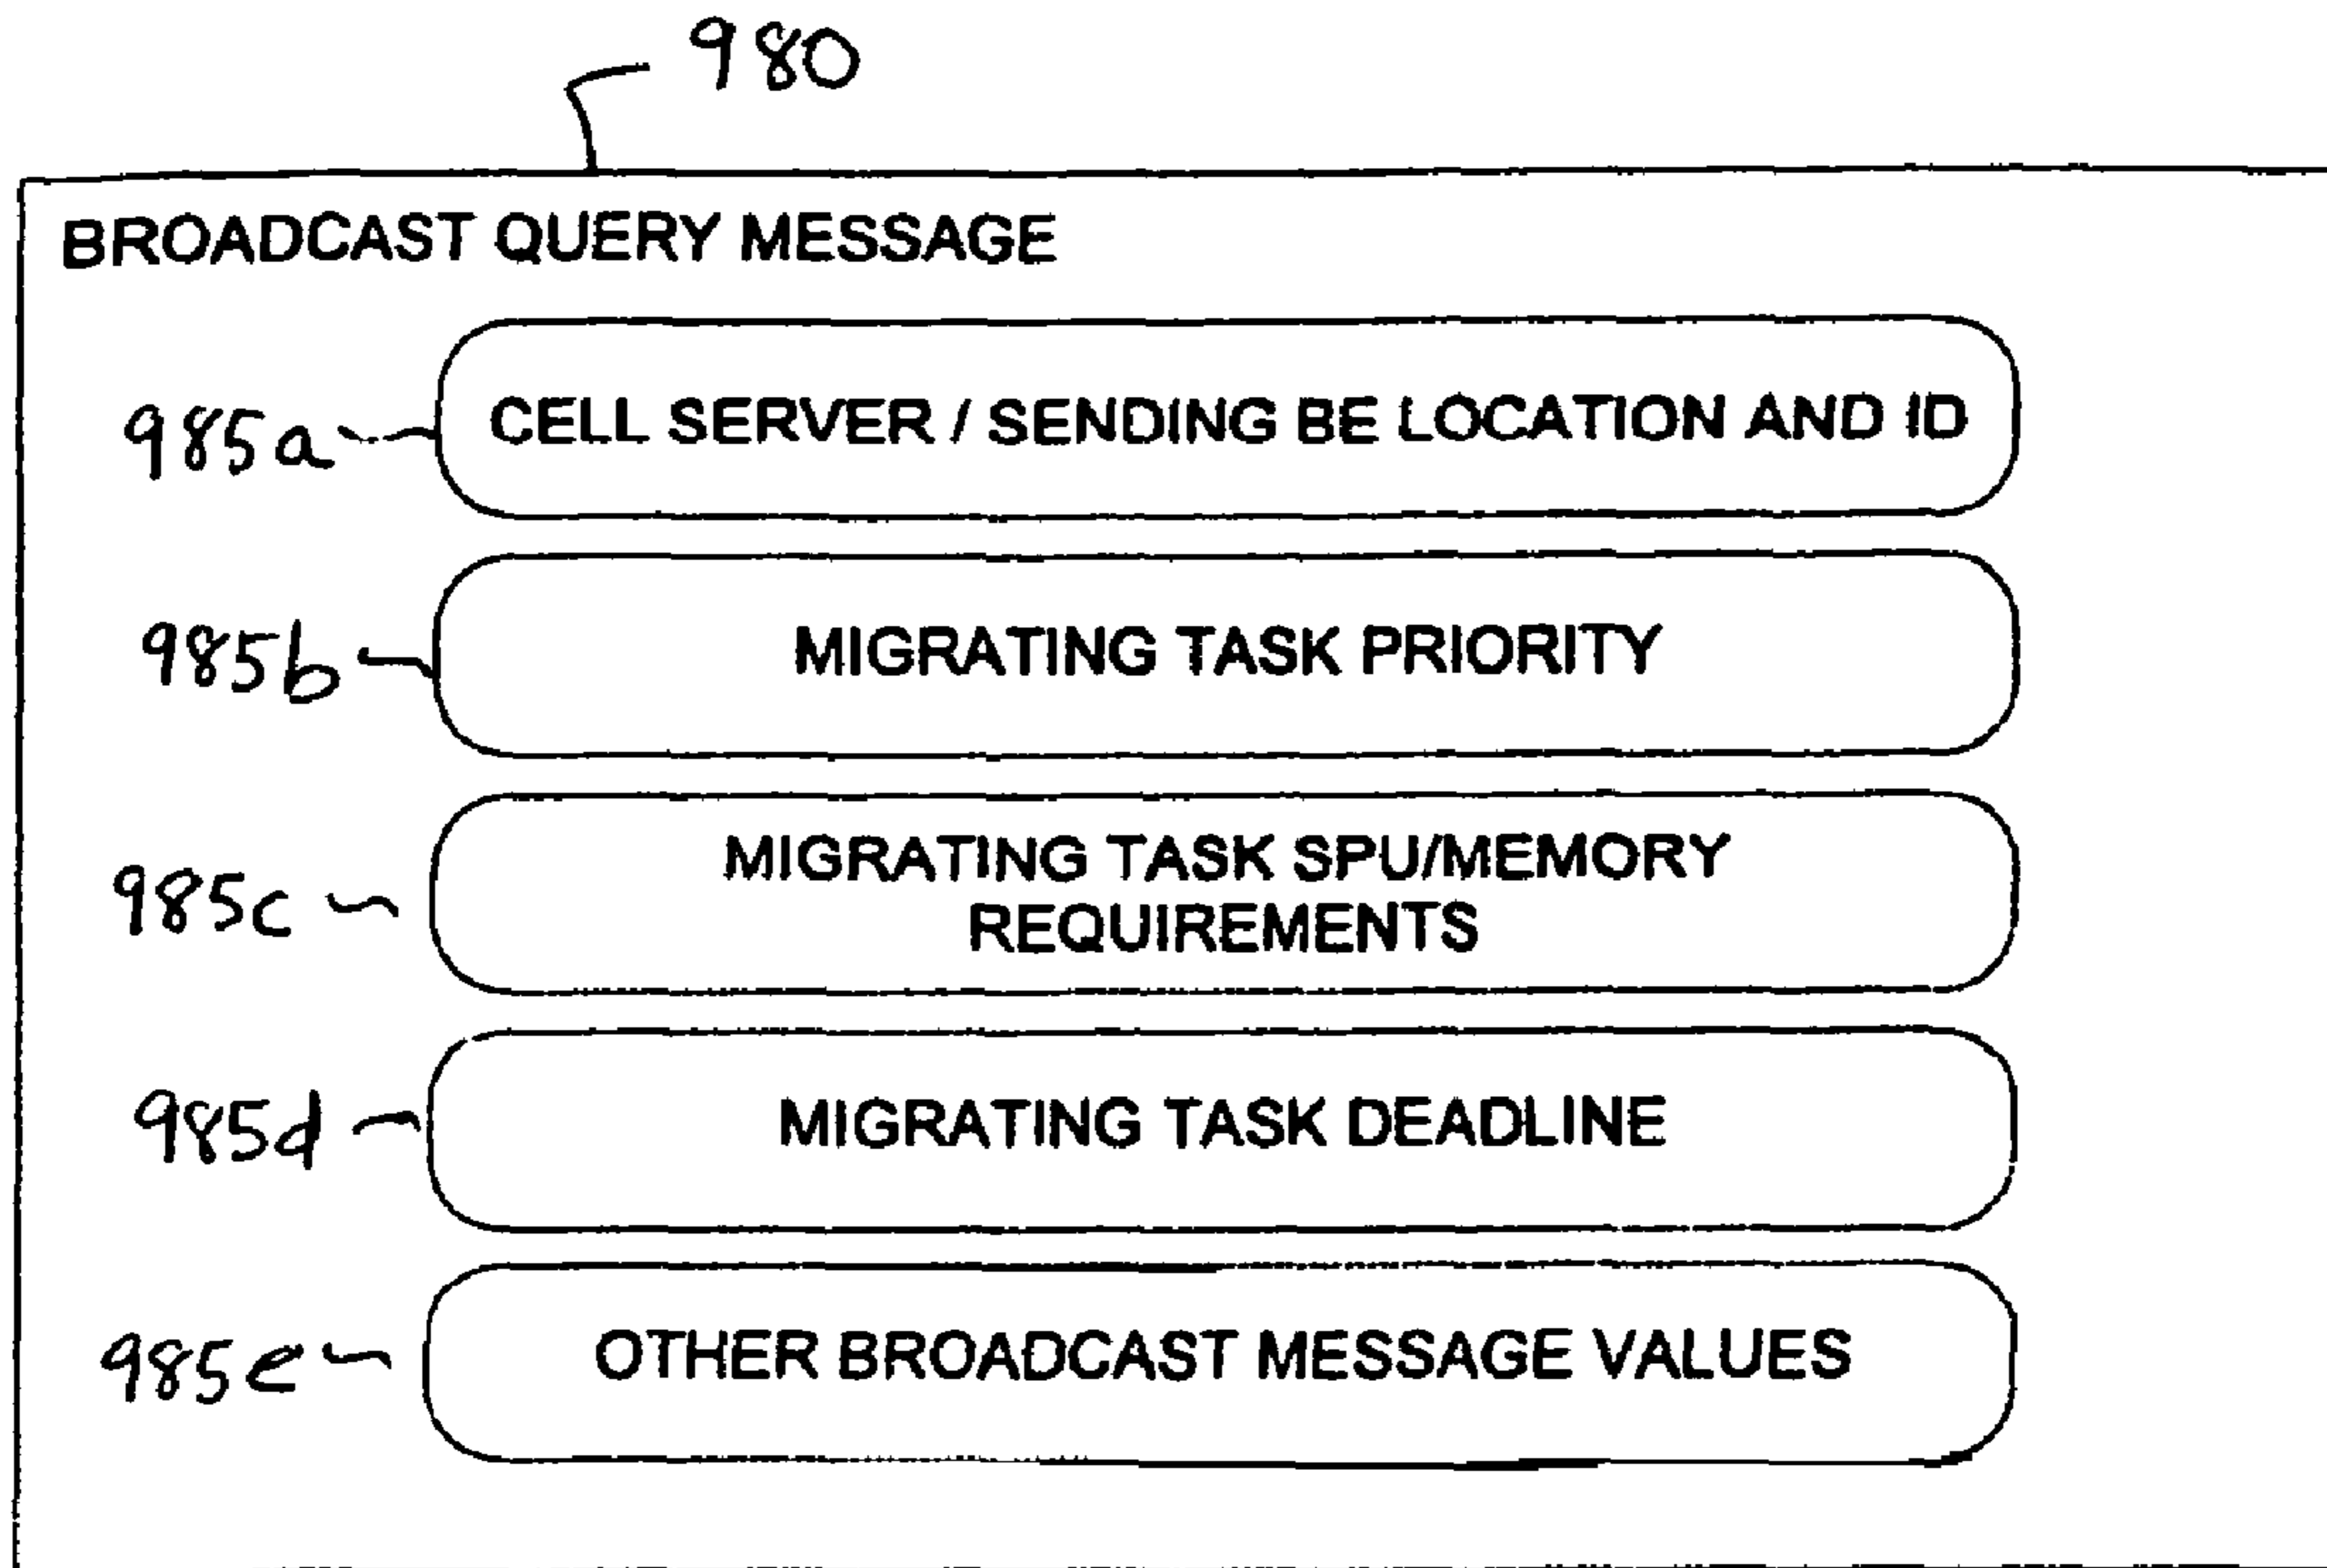 980
BROADCAST QUERY MESSAGE
985a CELL SERVER / SENDING BE LOCATION AND ID
985b MIGRATING TASK PRIORITY
985c MIGRATING TASK SPU/MEMORY
REQUIREMENTS
985d MIGRATING TASK DEADLINE
985e OTHER BROADCAST MESSAGE VALUES